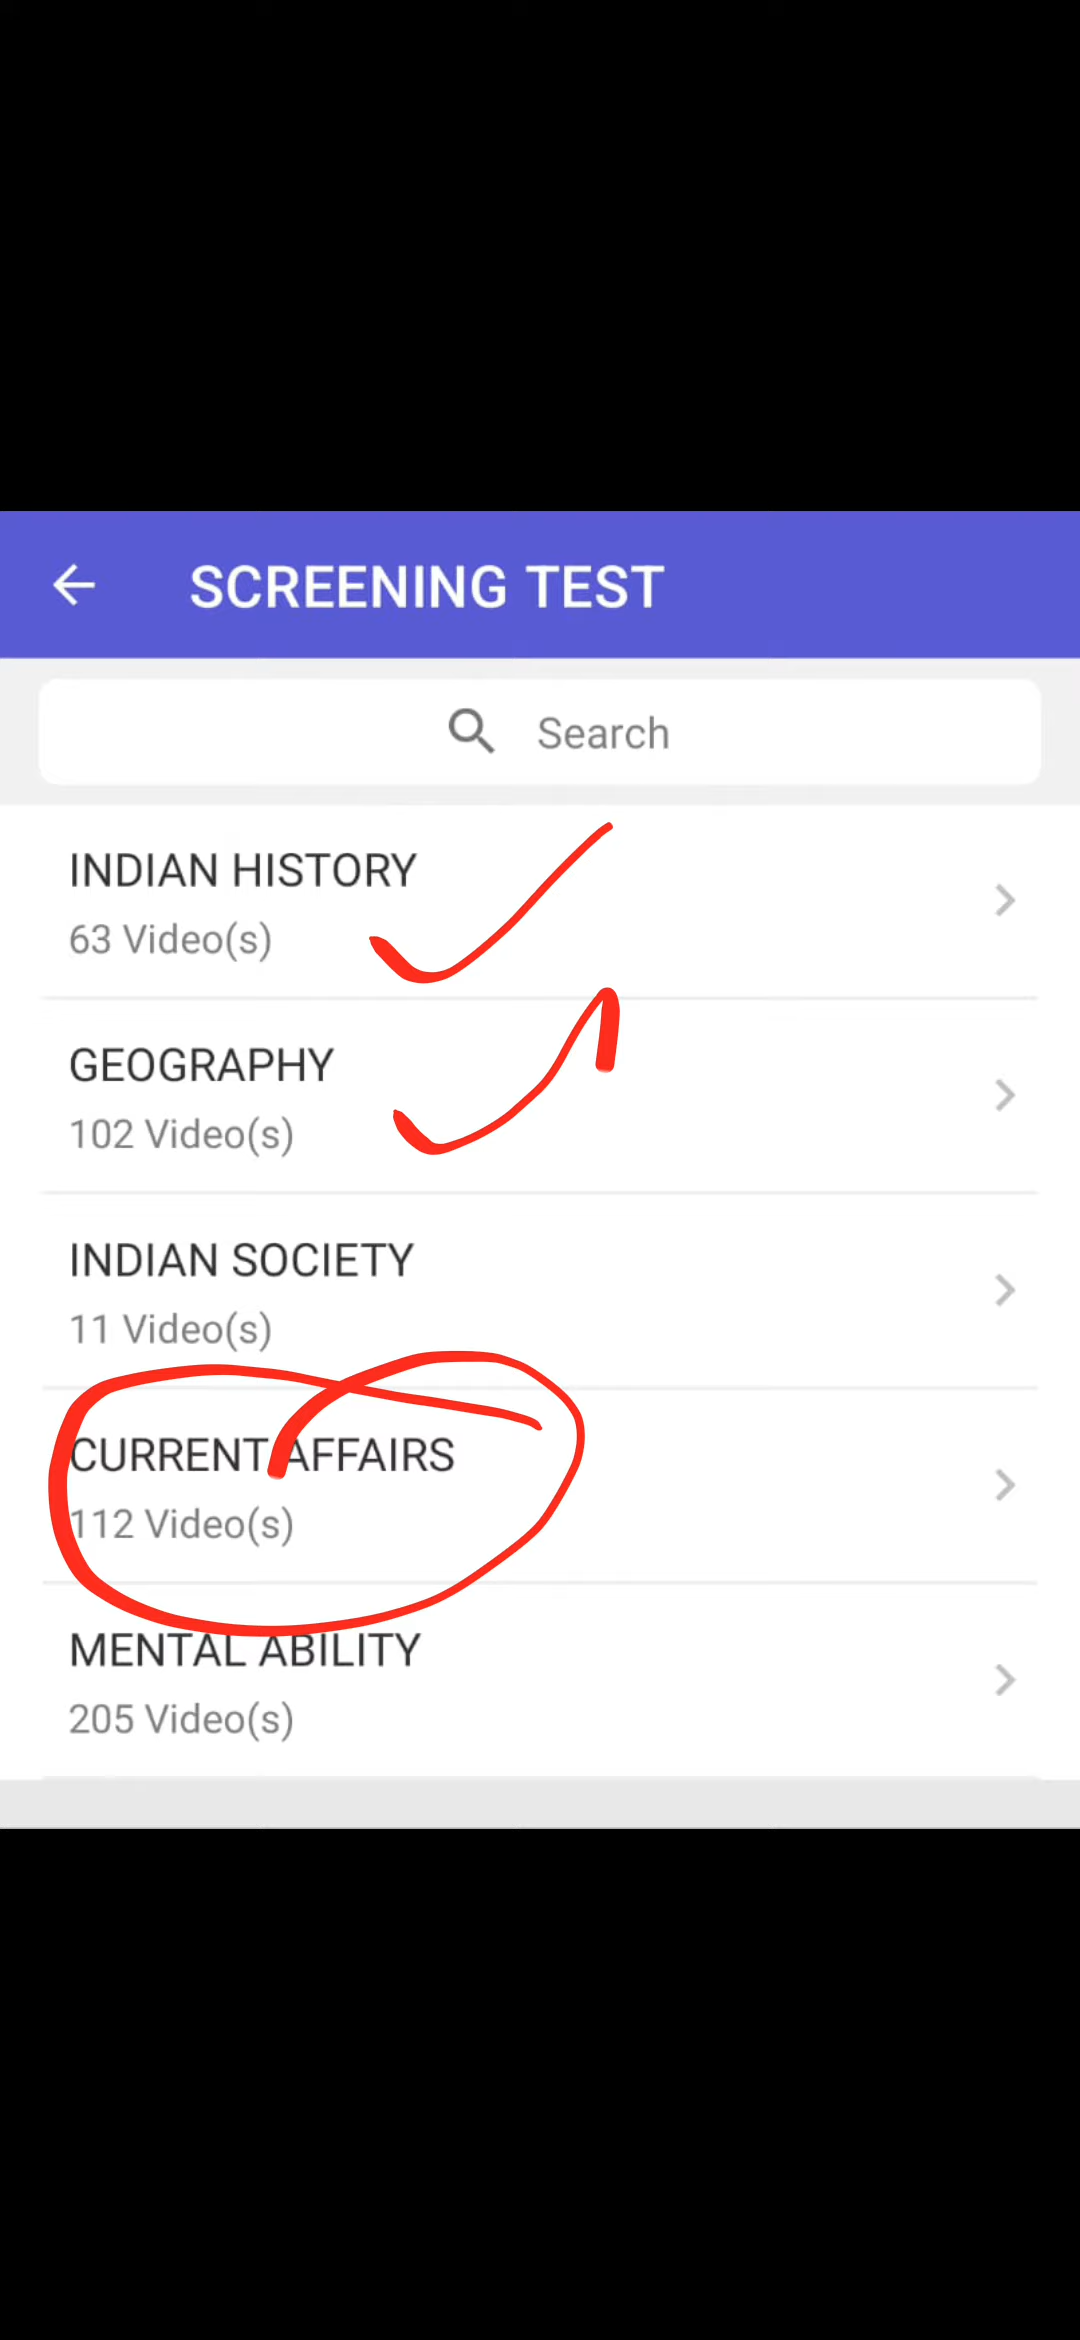 SCREENING TEST
Search
INDIAN HISTORY
63 Video(s)
GEOGRAPHY
102 Video(s)
INDIAN SOCIETY
11 Video(s)
CURRENT AFFAIRS
112 Video(s)
MENTAL ABILITY
205 Video(s)